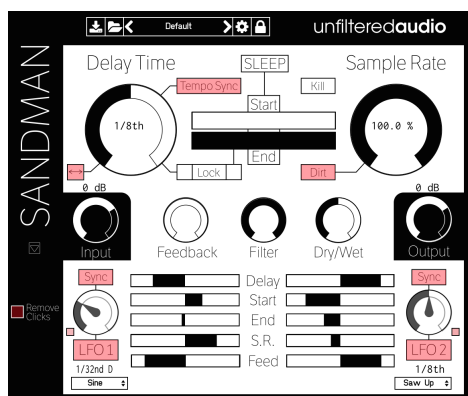 Default
unfilteredaudio
SANDMAN
Delay Time
SLEEP
Sample Rate
Tempo Sync
Kill
Start
1/8th
100.0 %
End
Lock
Dirt
0 dB
0 dB
Input
Feedback
Filter
Dry/Wet
Output
Sync
Sync
Delay
Start
End
S.R.
Feed
Remove
Clicks
LFO 1
LFO 2
1/32nd D
1/8th
Sine
Saw Up